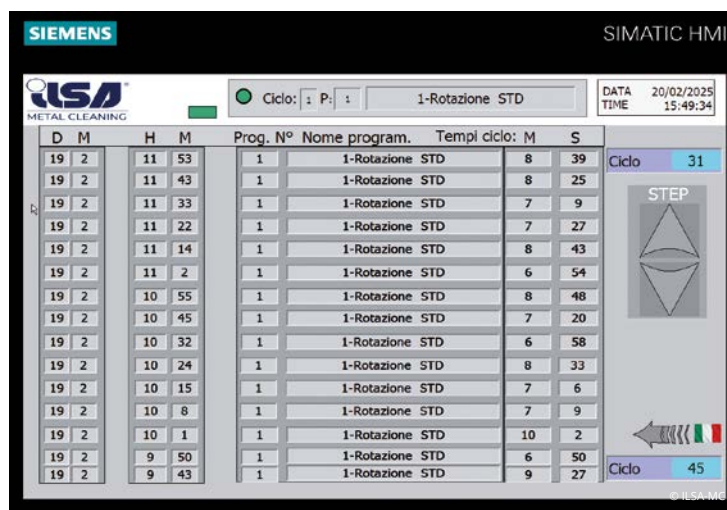 SIEMENS SIMATIC HMI
ILSA METAL CLEANING
Ciclo: 1 P: 1 1-Rotazione STD
DATA 20/02/2025
TIME 15:49:34
D M H M Prog. Nº Nome program. Tempi ciclo: M S
19 2 11 53 1 1-Rotazione STD 8 39
19 2 11 43 1 1-Rotazione STD 8 25
19 2 11 33 1 1-Rotazione STD 7 9
19 2 11 22 1 1-Rotazione STD 7 27
19 2 11 14 1 1-Rotazione STD 8 43
19 2 11 2 1 1-Rotazione STD 6 54
19 2 10 55 1 1-Rotazione STD 8 48
19 2 10 45 1 1-Rotazione STD 7 20
19 2 10 32 1 1-Rotazione STD 6 58
19 2 10 24 1 1-Rotazione STD 8 33
19 2 10 15 1 1-Rotazione STD 7 6
19 2 10 8 1 1-Rotazione STD 7 9
19 2 10 1 1 1-Rotazione STD 10 2
19 2 9 50 1 1-Rotazione STD 6 50
19 2 9 43 1 1-Rotazione STD 9 27
Ciclo 31
STEP
Ciclo 45
© ILSA-MC